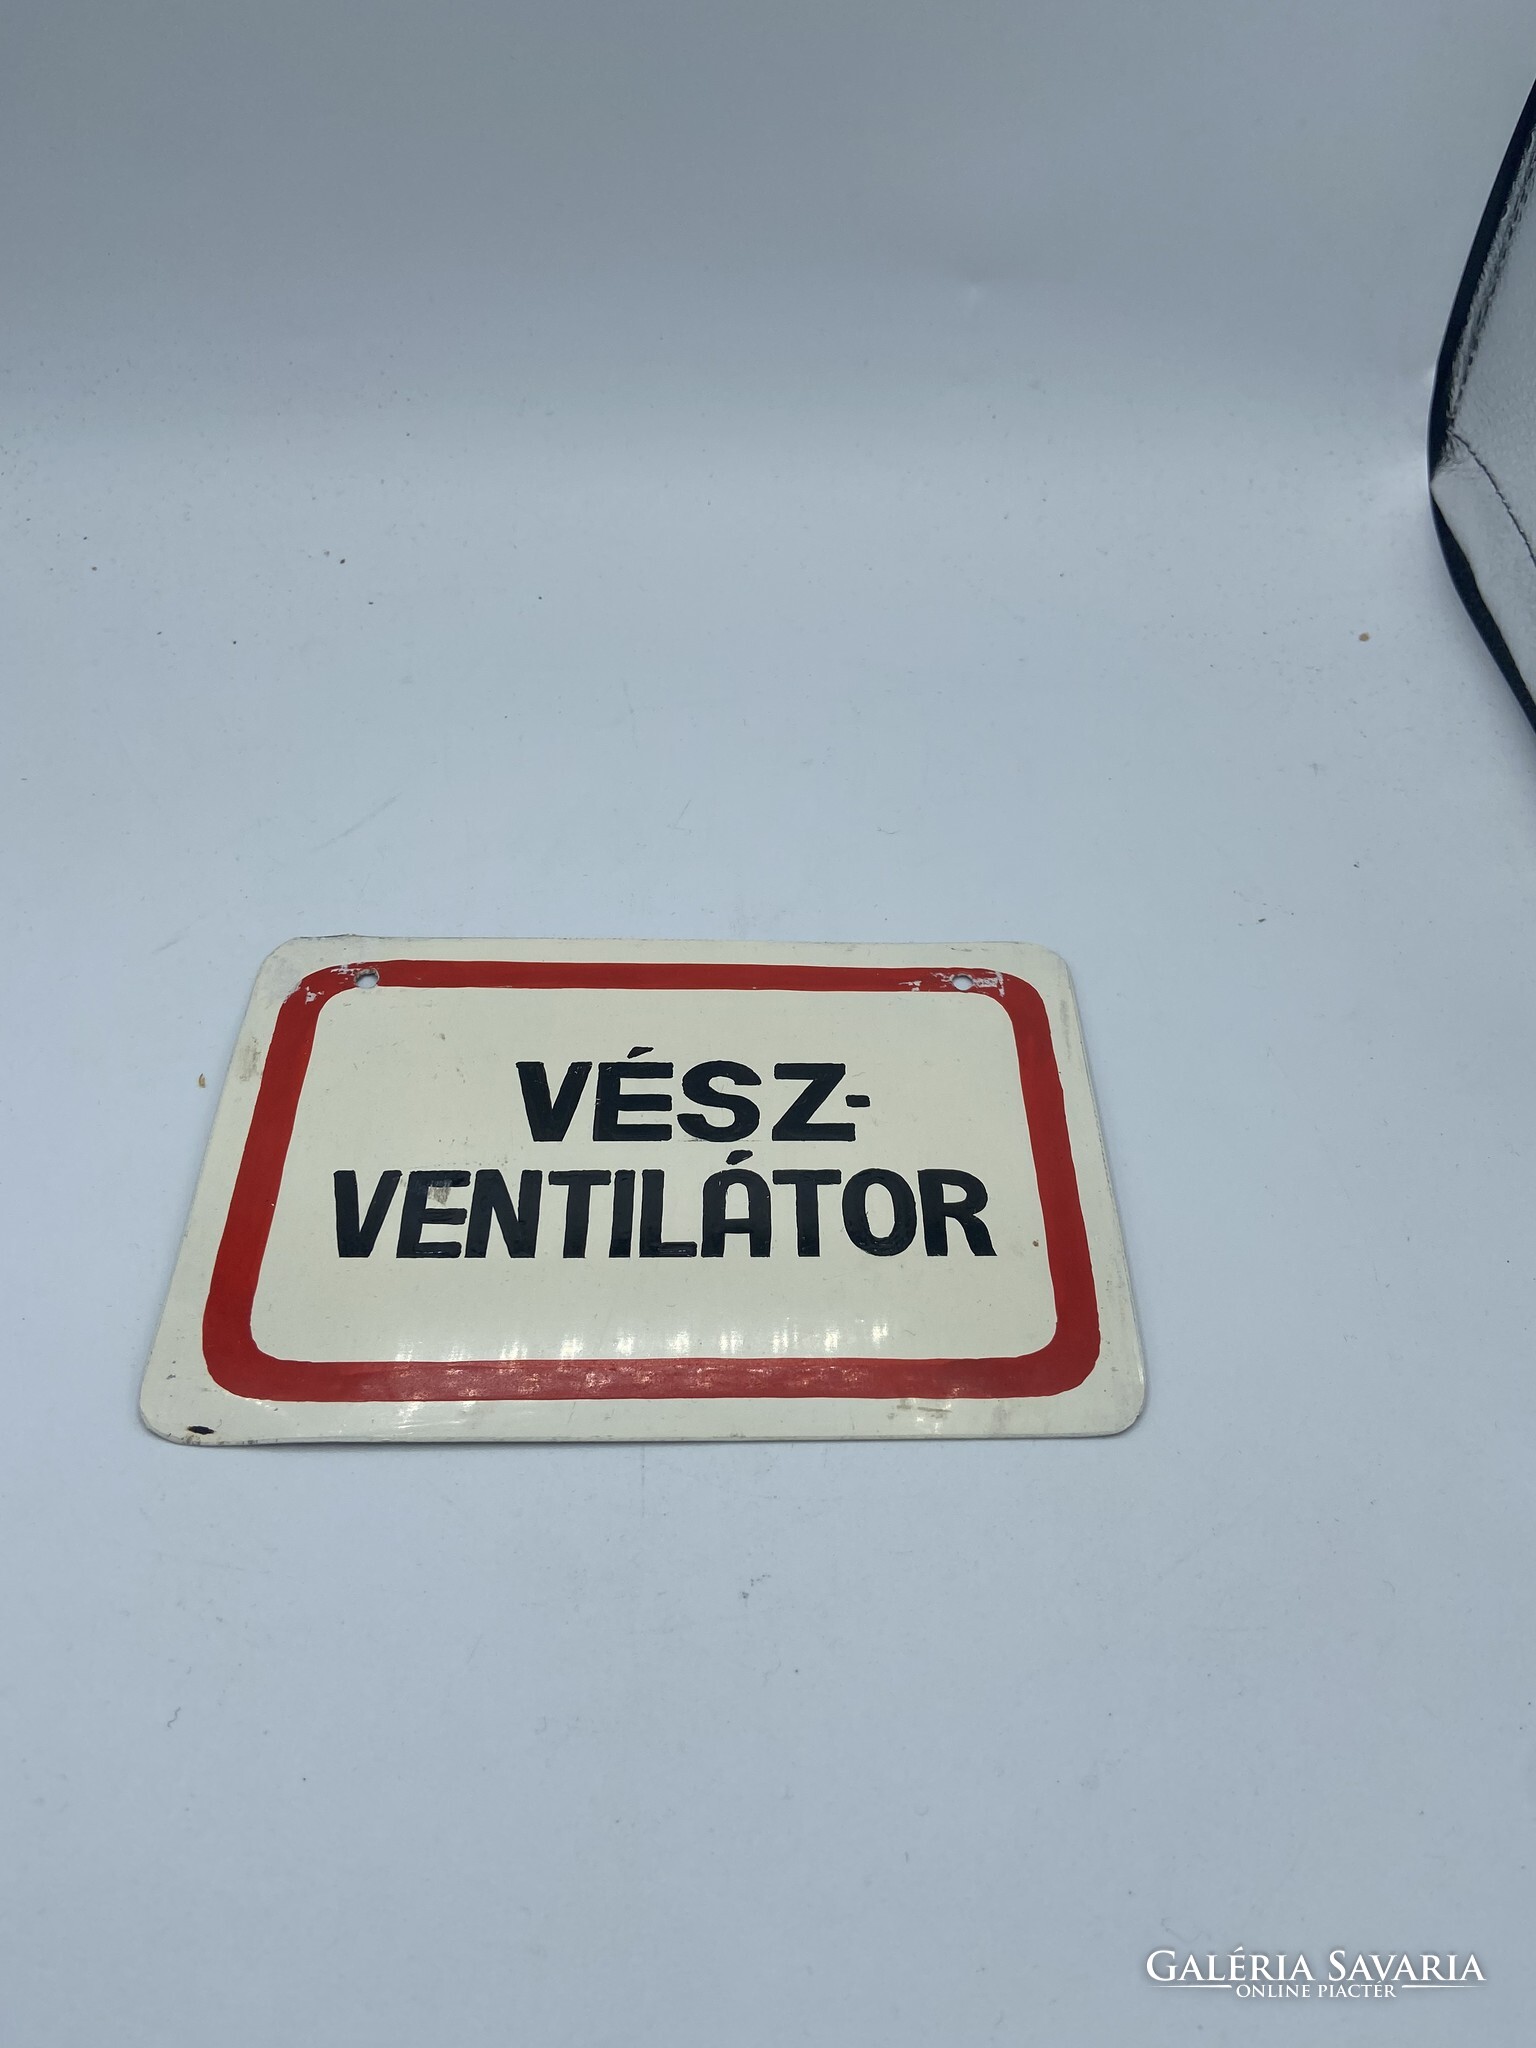 VÉSZ-
VENTILÁTOR
GALÉRIA SAVARIA
ONLINE PIACTÉR